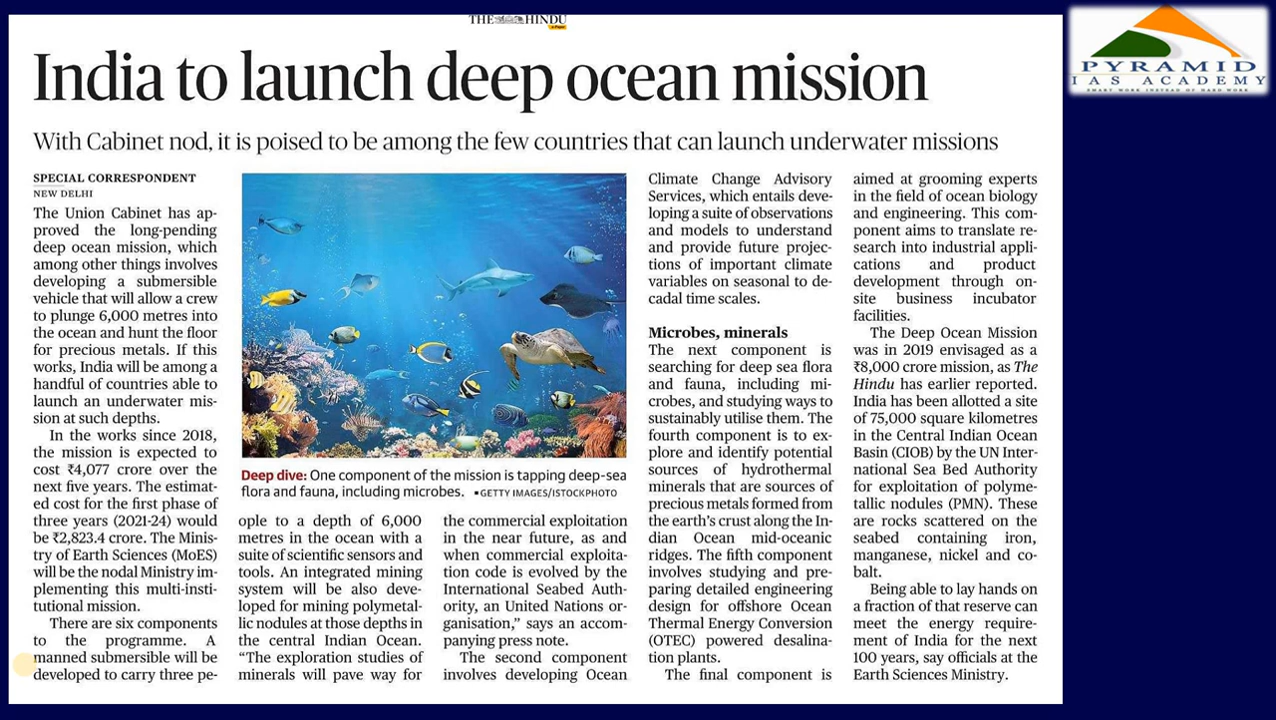 THE HINDU
India to launch deep ocean mission
With Cabinet nod, it is poised to be among the few countries that can launch underwater missions
SPECIAL CORRESPONDENT
NEW DELHI
The Union Cabinet has ap-
proved the long-pending
deep ocean mission, which
among other things involves
developing a submersible
vehicle that will allow a crew
to plunge 6,000 metres into
the ocean and hunt the floor
for precious metals. If this
works, India will be among a
handful of countries able to
launch an underwater mis-
sion at such depths.
In the works since 2018,
the mission is expected to
cost ₹4,077 crore over the
next five years. The estimat-
ed cost for the first phase of
three years (2021-24) would
be ₹2,823.4 crore. The Minis-
try of Earth Sciences (MoES)
will be the nodal Ministry im-
plementing this multi-insti-
tutional mission.
There are six components
to the programme. A
manned submersible will be
developed to carry three pe-
Deep dive: One component of the mission is tapping deep-sea
flora and fauna, including microbes. ▪GETTY IMAGES/ISTOCKPHOTO
ople to a depth of 6,000
metres in the ocean with a
suite of scientific sensors and
tools. An integrated mining
system will be also deve-
loped for mining polymetal-
lic nodules at those depths in
the central Indian Ocean.
“The exploration studies of
minerals will pave way for
the commercial exploitation
in the near future, as and
when commercial exploita-
tion code is evolved by the
International Seabed Auth-
ority, an United Nations or-
ganisation,” says an accom-
panying press note.
The second component
involves developing Ocean
Climate Change Advisory
Services, which entails deve-
loping a suite of observations
and models to understand
and provide future projec-
tions of important climate
variables on seasonal to de-
cadal time scales.
Microbes, minerals
The next component is
searching for deep sea flora
and fauna, including mi-
crobes, and studying ways to
sustainably utilise them. The
fourth component is to ex-
plore and identify potential
sources of hydrothermal
minerals that are sources of
precious metals formed from
the earth’s crust along the In-
dian Ocean mid-oceanic
ridges. The fifth component
involves studying and pre-
paring detailed engineering
design for offshore Ocean
Thermal Energy Conversion
(OTEC) powered desalina-
tion plants.
The final component is
aimed at grooming experts
in the field of ocean biology
and engineering. This com-
ponent aims to translate re-
search into industrial appli-
cations and product
development through on-
site business incubator
facilities.
The Deep Ocean Mission
was in 2019 envisaged as a
₹8,000 crore mission, as The
Hindu has earlier reported.
India has been allotted a site
of 75,000 square kilometres
in the Central Indian Ocean
Basin (CIOB) by the UN Inter-
national Sea Bed Authority
for exploitation of polyme-
tallic nodules (PMN). These
are rocks scattered on the
seabed containing iron,
manganese, nickel and co-
balt.
Being able to lay hands on
a fraction of that reserve can
meet the energy require-
ment of India for the next
100 years, say officials at the
Earth Sciences Ministry.
PYRAMID
IAS ACADEMY
SMART WORK INSTEAD OF HARD WORK